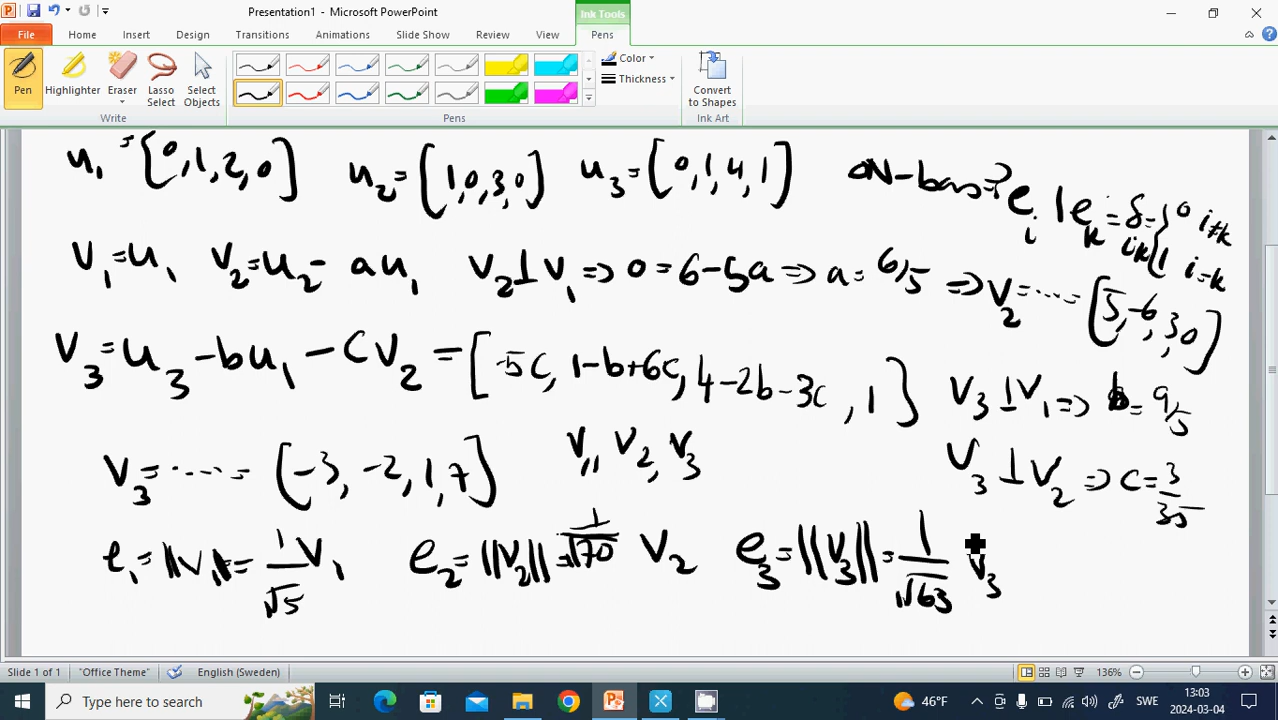 Presentation1 - Microsoft PowerPoint
Ink Tools
File Home Insert Design Transitions Animations Slide Show Review View Pens
Pen Highlighter Eraser Lasso Select Select Objects
Color
Thickness
Convert to Shapes
Write Pens Ink Art
u₁ = [0,1,2,0] u₂ = [1,0,3,0] u₃ = [0,1,4,1] ON-bas=? eᵢ | eₖ = δᵢₖ = { 0 i≠k
1 i=k
v₁ = u₁ v₂ = u₂ - au₁ v₂ ⊥ v₁ => 0 = 6-5a => a = 6/5 => v₂ = ..... [5,-6,3,0]
v₃ = u₃ - bu₁ - cv₂ = [-5c, 1-b+6c, 4-2b-3c, 1] v₃ ⊥ v₁ => b = 9/5
v₃ = ..... = [-3, -2, 1, 7] v₁, v₂, v₃ v₃ ⊥ v₂ => c = 3/35
e₁ = ||v₁|| = 1/√5 v₁ e₂ = ||v₂|| = 1/√70 v₂ e₃ = ||v₃|| = 1/√63 v₃
Slide 1 of 1 "Office Theme" English (Sweden) 136%
Type here to search 46°F SWE 13:03
2024-03-04